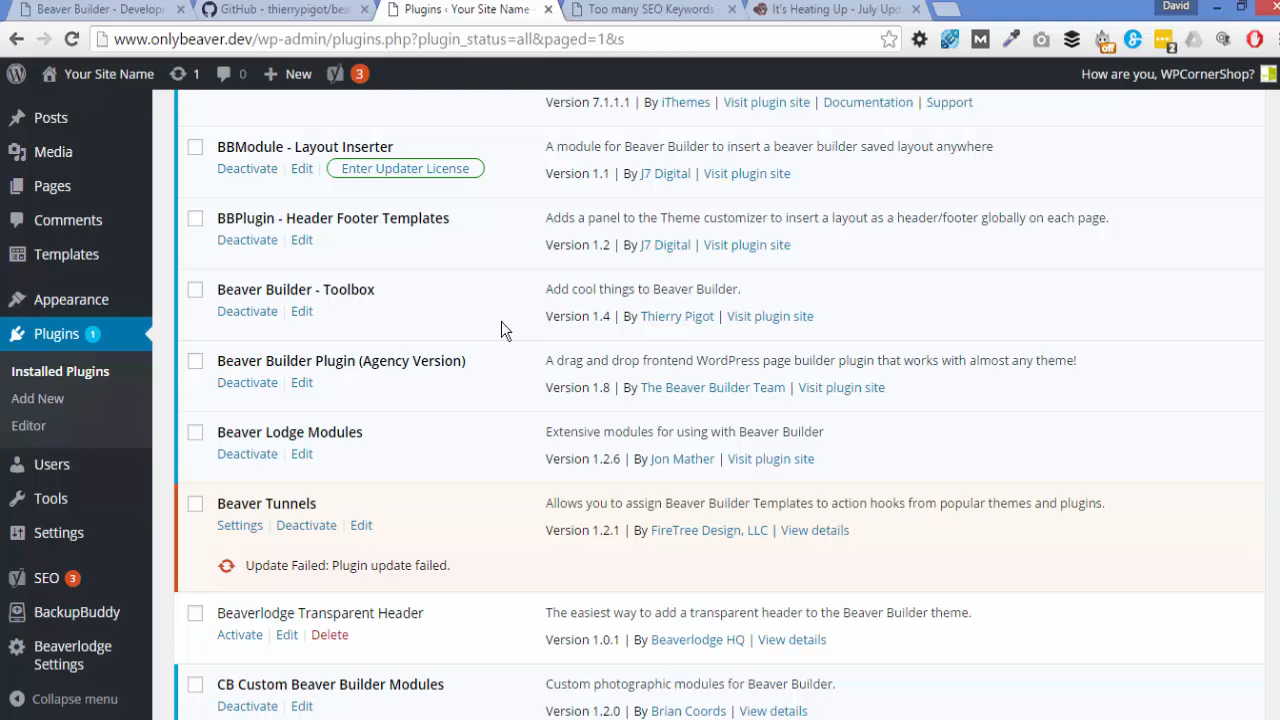 Beaver Builder - Develop
GitHub - thierrypigot/bea
Plugins ‹ Your Site Name
Too many SEO Keywords
It's Heating Up - July Upd
David
www.onlybeaver.dev/wp-admin/plugins.php?plugin_status=all&paged=1&s
Your Site Name 1 0 New 3 How are you, WPCornerShop?
Posts
Media
Pages
Comments
Templates
Appearance
Plugins 1
Installed Plugins
Add New
Editor
Users
Tools
Settings
SEO 3
BackupBuddy
Beaverlodge
Settings
Collapse menu
Version 7.1.1.1 | By iThemes | Visit plugin site | Documentation | Support
BBModule - Layout Inserter
Deactivate | Edit | Enter Updater License
A module for Beaver Builder to insert a beaver builder saved layout anywhere
Version 1.1 | By J7 Digital | Visit plugin site
BBPlugin - Header Footer Templates
Deactivate | Edit
Adds a panel to the Theme customizer to insert a layout as a header/footer globally on each page.
Version 1.2 | By J7 Digital | Visit plugin site
Beaver Builder - Toolbox
Deactivate | Edit
Add cool things to Beaver Builder.
Version 1.4 | By Thierry Pigot | Visit plugin site
Beaver Builder Plugin (Agency Version)
Deactivate | Edit
A drag and drop frontend WordPress page builder plugin that works with almost any theme!
Version 1.8 | By The Beaver Builder Team | Visit plugin site
Beaver Lodge Modules
Deactivate | Edit
Extensive modules for using with Beaver Builder
Version 1.2.6 | By Jon Mather | Visit plugin site
Beaver Tunnels
Settings | Deactivate | Edit
Allows you to assign Beaver Builder Templates to action hooks from popular themes and plugins.
Version 1.2.1 | By FireTree Design, LLC | View details
Update Failed: Plugin update failed.
Beaverlodge Transparent Header
Activate | Edit | Delete
The easiest way to add a transparent header to the Beaver Builder theme.
Version 1.0.1 | By Beaverlodge HQ | View details
CB Custom Beaver Builder Modules
Deactivate | Edit
Custom photographic modules for Beaver Builder.
Version 1.2.0 | By Brian Coords | View details